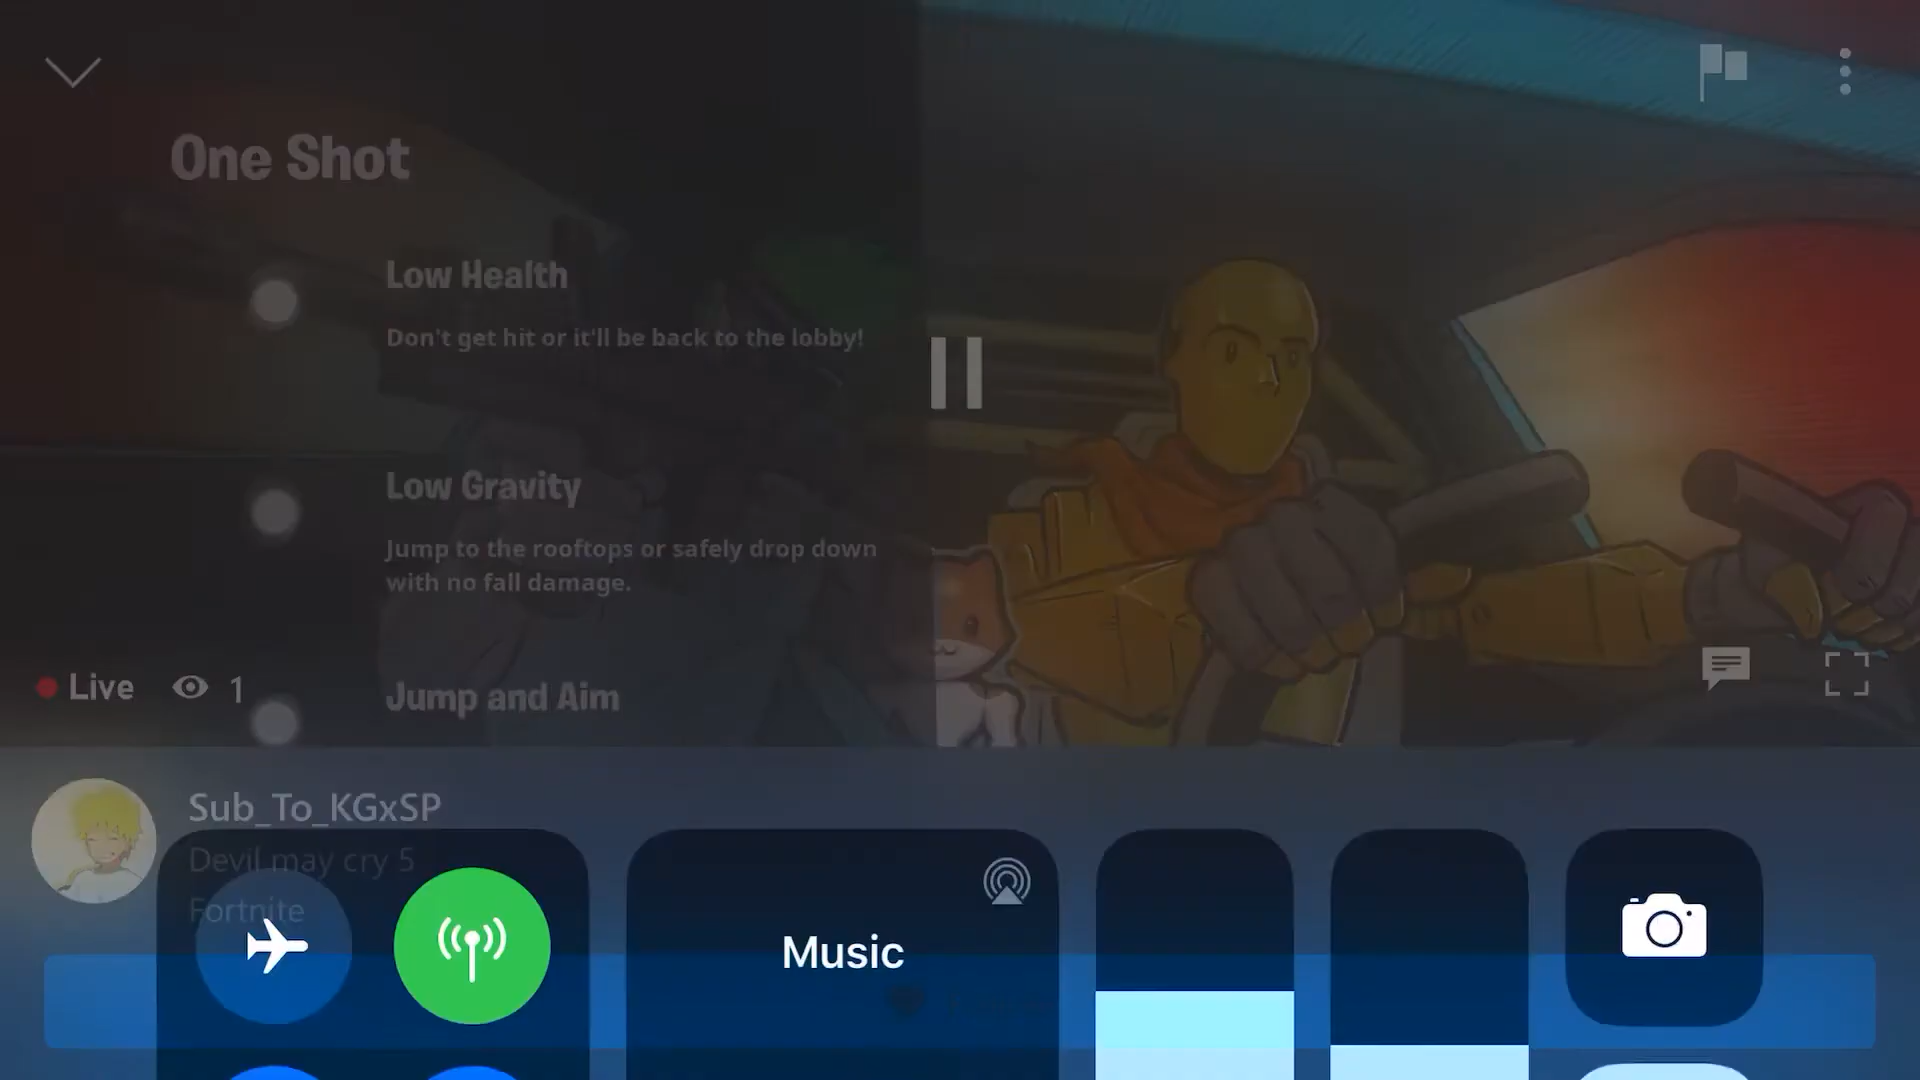 One Shot
Low Health
Don't get hit or it'll be back to the lobby!
Low Gravity
Jump to the rooftops or safely drop down
with no fall damage.
Jump and Aim
Live 1
Sub_To_KGxSP
Devil may cry 5
Fortnite
Music